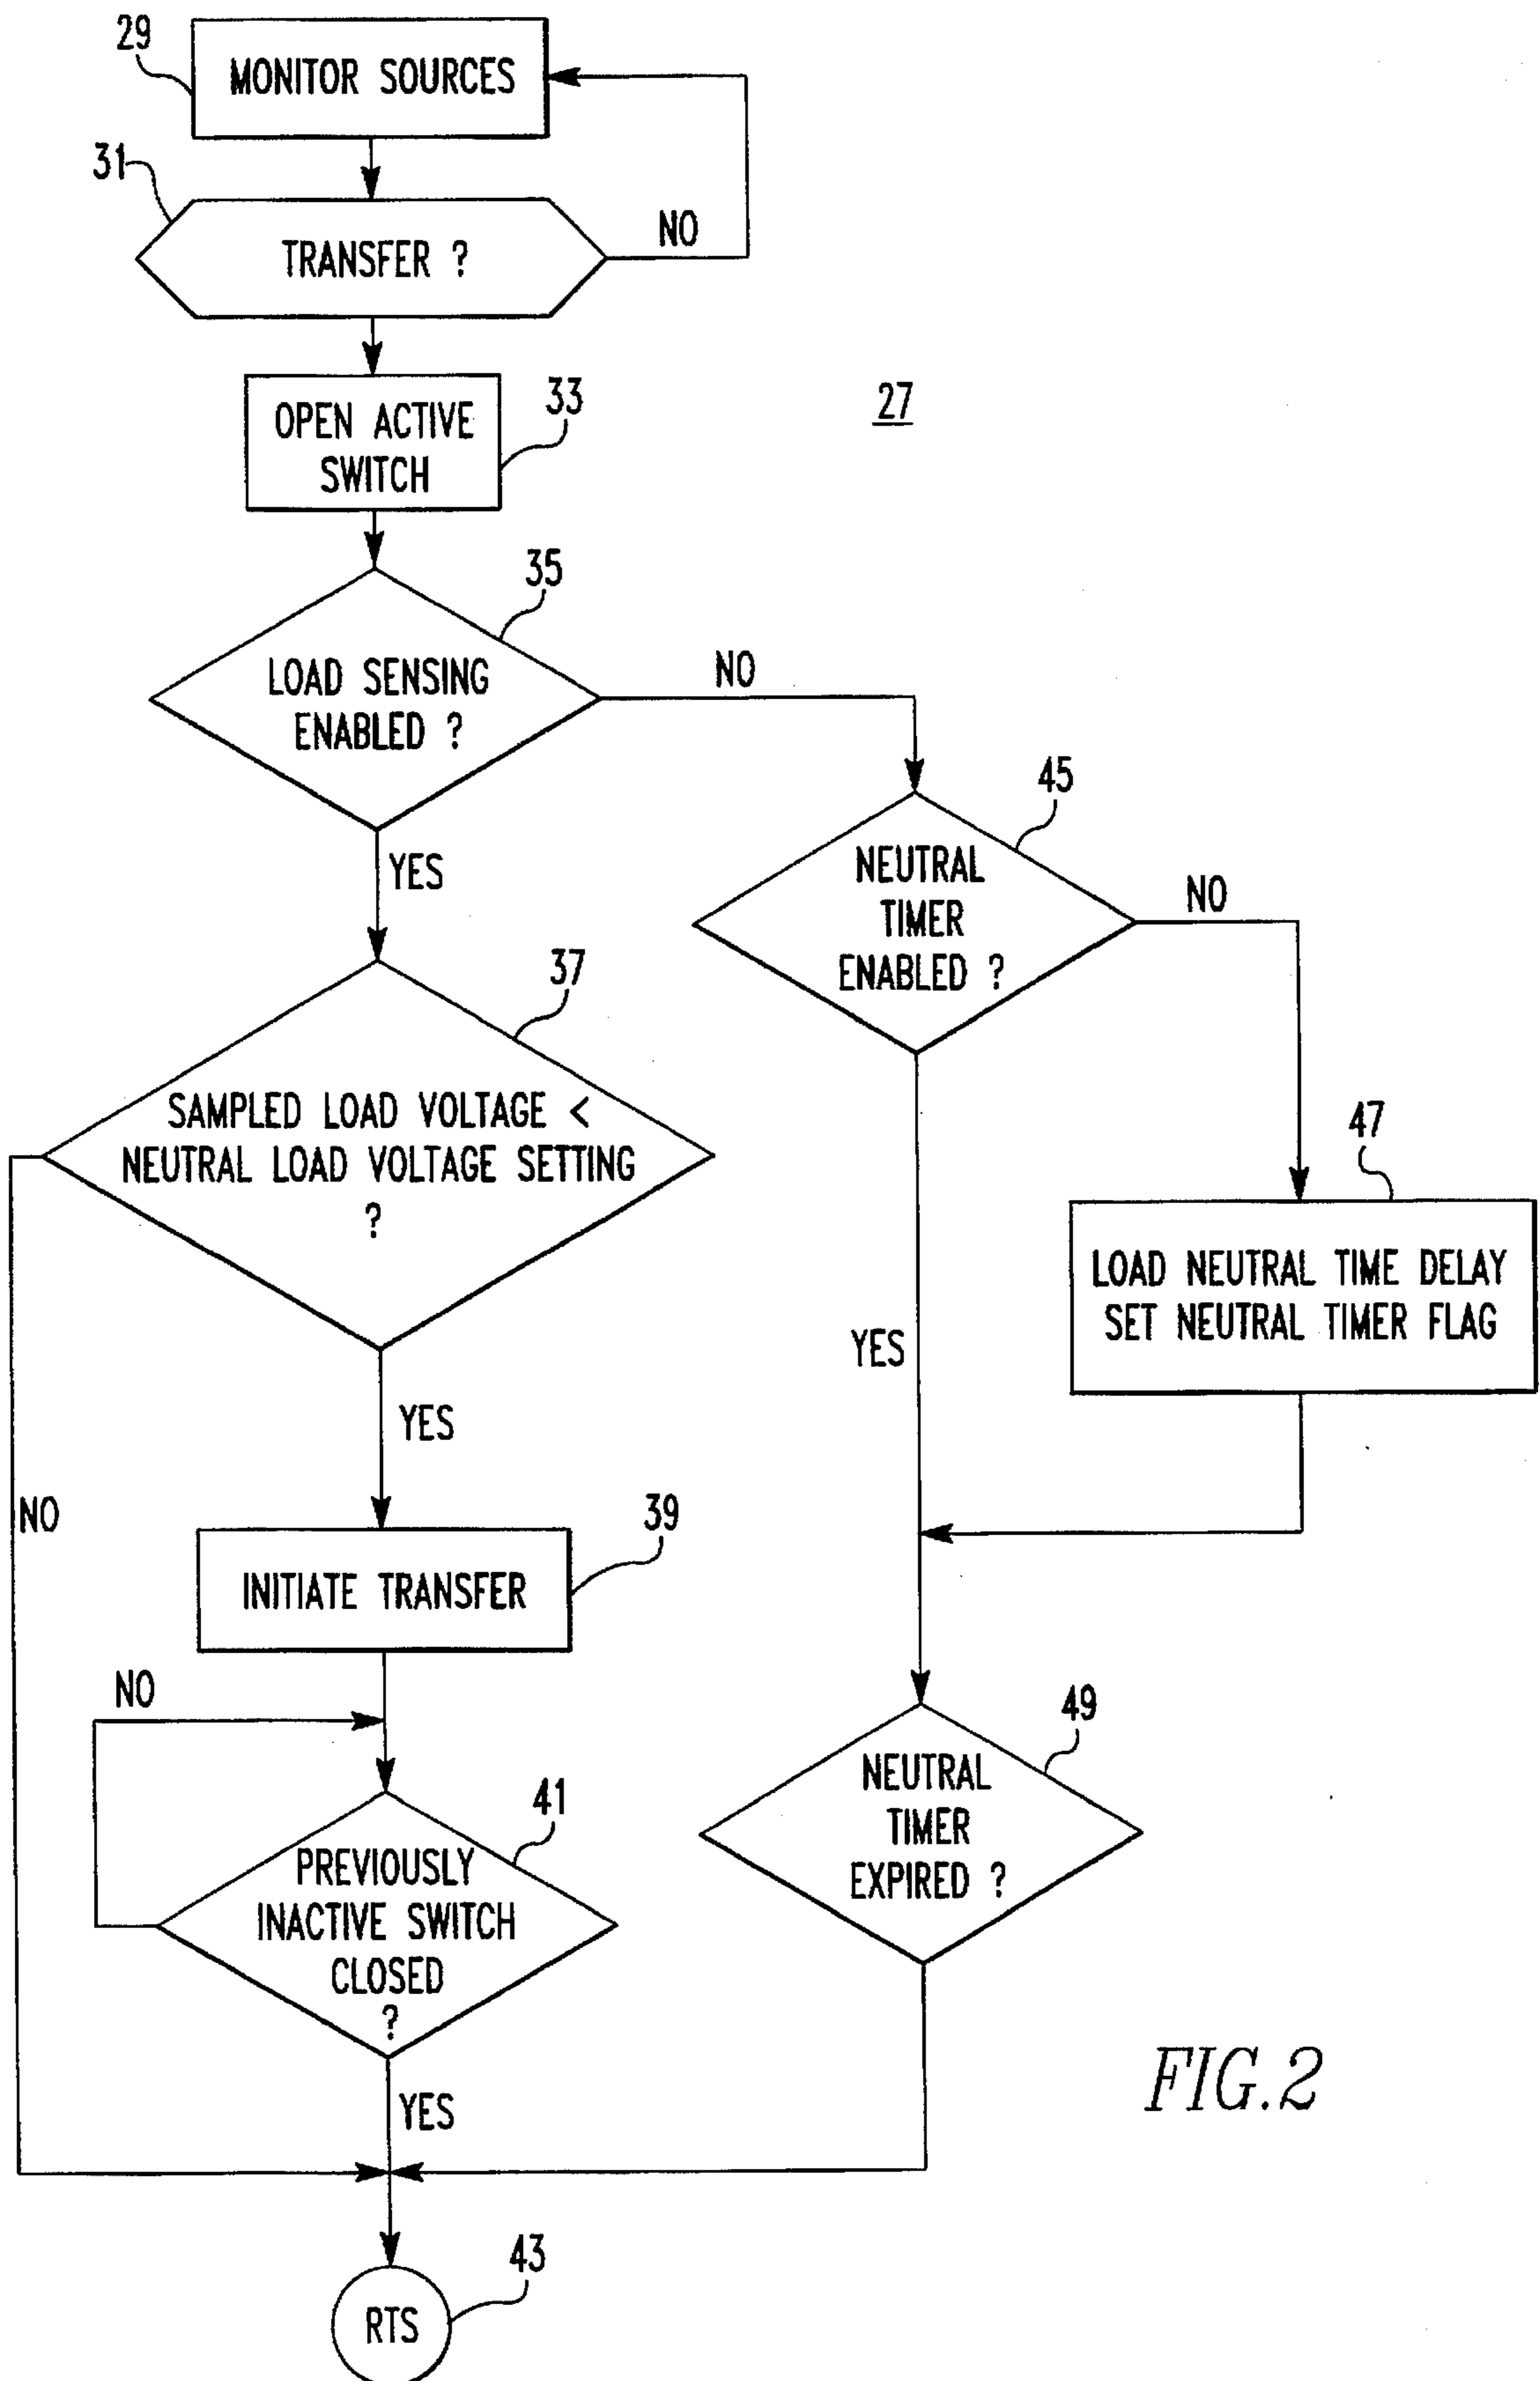 29
MONITOR SOURCES
31
TRANSFER ?
NO
33
OPEN ACTIVE
SWITCH
27
35
LOAD SENSING
ENABLED ?
NO
YES
45
NEUTRAL
TIMER
ENABLED ?
NO
37
SAMPLED LOAD VOLTAGE <
NEUTRAL LOAD VOLTAGE SETTING
?
47
LOAD NEUTRAL TIME DELAY
SET NEUTRAL TIMER FLAG
YES
YES
NO
39
INITIATE TRANSFER
NO
49
NEUTRAL
TIMER
EXPIRED ?
41
PREVIOUSLY
INACTIVE SWITCH
CLOSED
?
YES
FIG.2
43
RTS